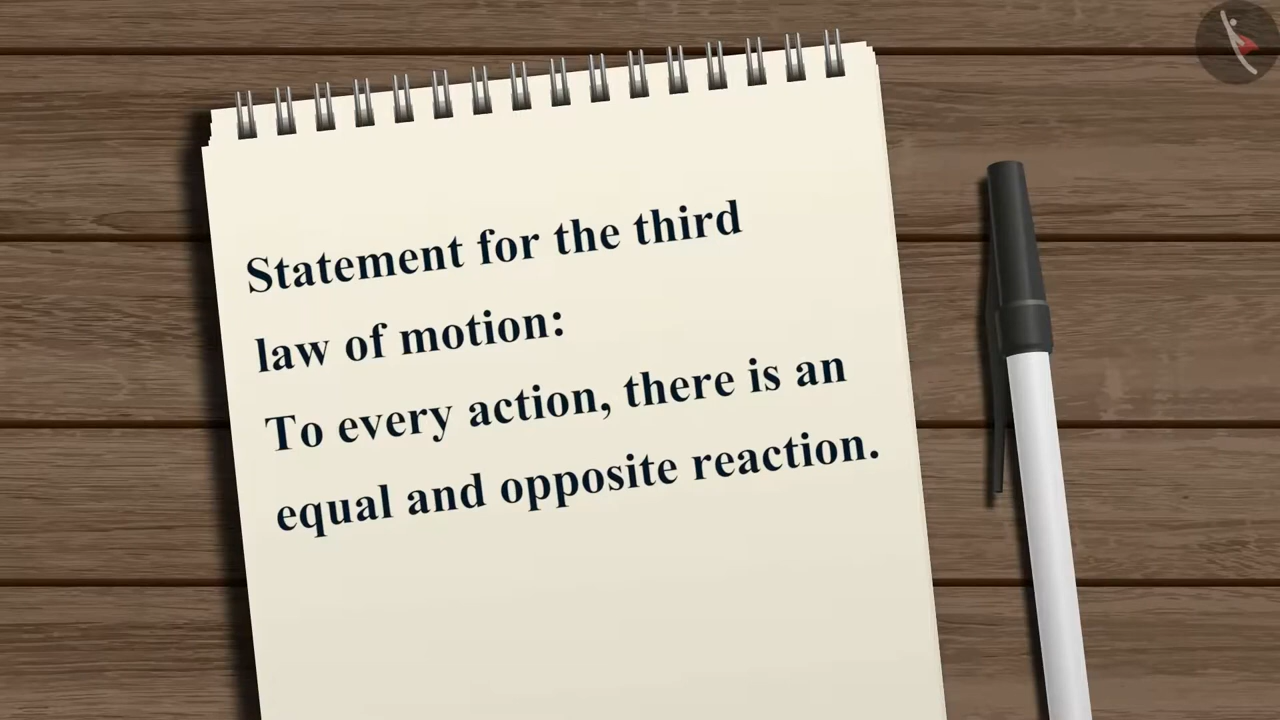 Statement for the third
law of motion:
To every action, there is an
equal and opposite reaction.